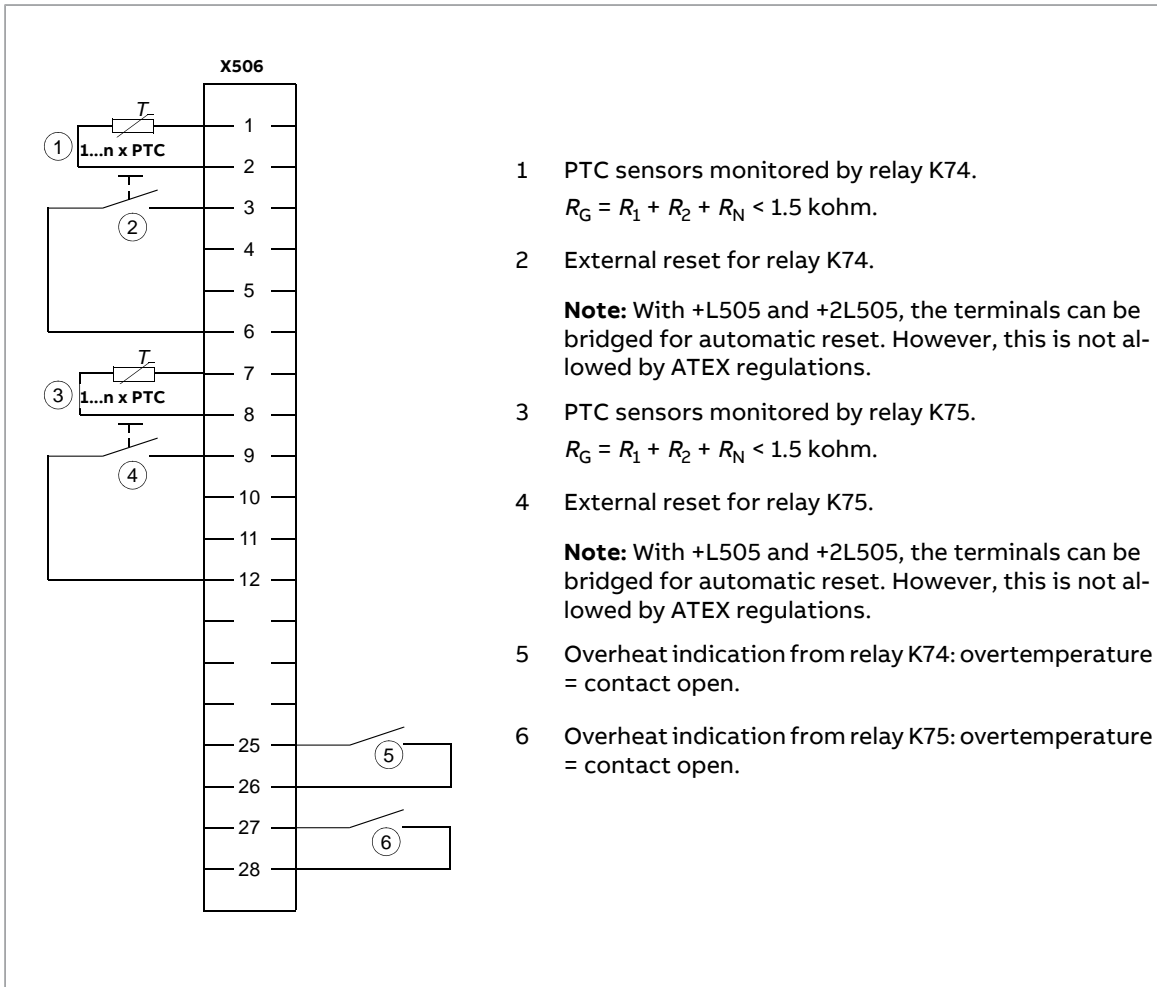 X506
T
1
1...n x PTC
1
2
2
3
4
5
6
T
3
1...n x PTC
7
8
4
9
10
11
12
25
5
26
27
6
28
1 PTC sensors monitored by relay K74.
RG = R1 + R2 + RN < 1.5 kohm.
2 External reset for relay K74.
Note: With +L505 and +2L505, the terminals can be
bridged for automatic reset. However, this is not al-
lowed by ATEX regulations.
3 PTC sensors monitored by relay K75.
RG = R1 + R2 + RN < 1.5 kohm.
4 External reset for relay K75.
Note: With +L505 and +2L505, the terminals can be
bridged for automatic reset. However, this is not al-
lowed by ATEX regulations.
5 Overheat indication from relay K74: overtemperature
= contact open.
6 Overheat indication from relay K75: overtemperature
= contact open.